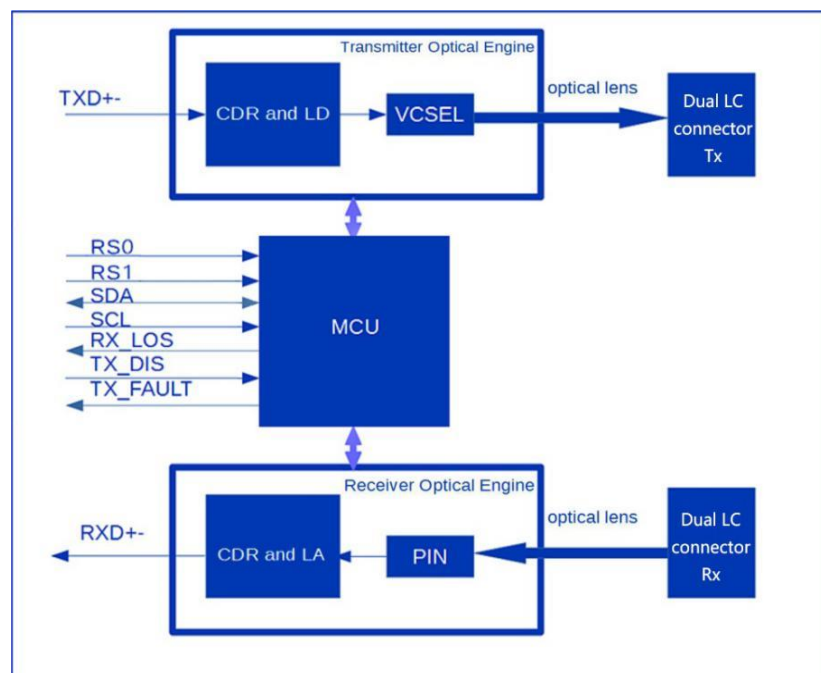 Transmitter Optical Engine
TXD+-
CDR and LD
VCSEL
optical lens
Dual LC
connector
Tx
RS0
RS1
SDA
SCL
RX_LOS
TX_DIS
TX_FAULT
MCU
Receiver Optical Engine
RXD+-
CDR and LA
PIN
optical lens
Dual LC
connector
Rx